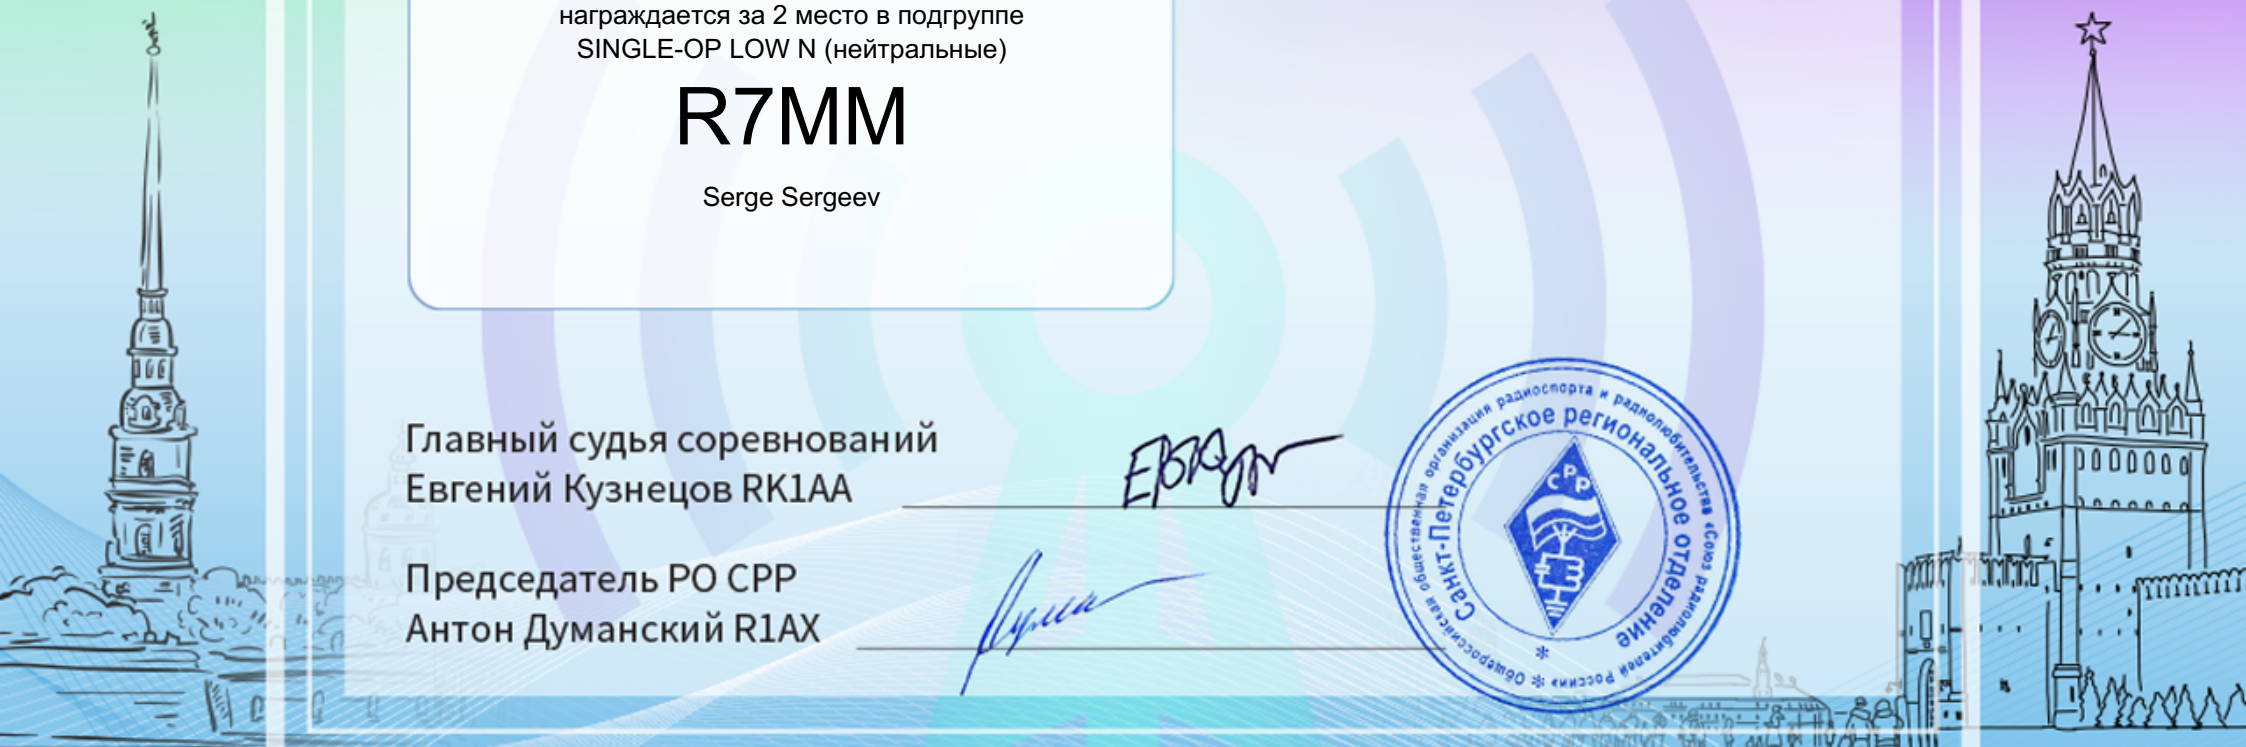 награждается за 2 место в подгруппе
SINGLE-OP LOW N (нейтральные)
R7MM
Serge Sergeev
Главный судья соревнований
Евгений Кузнецов RK1AA
Председатель РО СРР
Антон Думанский R1AX
Общероссийская общественная организация радиоспорта и радиолюбительства «Союз радиолюбителей России»
Санкт-Петербургское региональное отделение
СРР